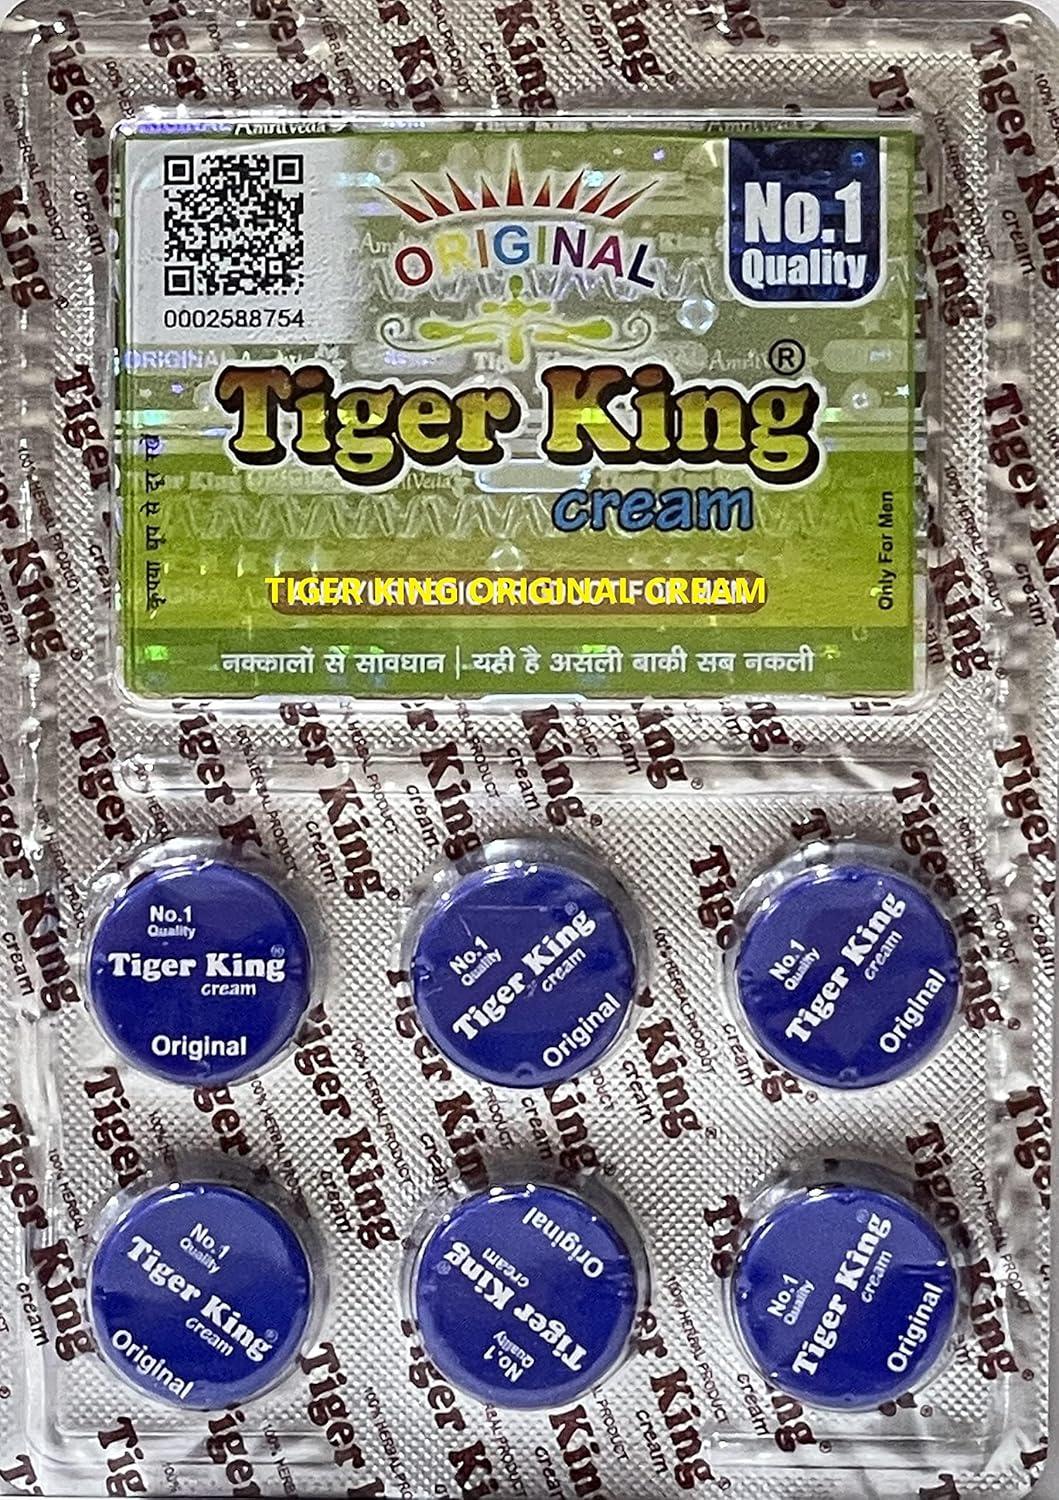 0002588754
ORIGINAL
No.1
Quality
Tiger King®
cream
Only For Men
कृपया धूप से दूर रखें
TIGER KING ORIGINAL CREAM
नक्कालों से सावधान | यही है असली बाकी सब नकली
No.1
Quality
Tiger King®
cream
Original
No.1
Quality
Tiger King®
cream
Original
No.1
Quality
Tiger King®
cream
Original
No.1
Quality
Tiger King®
cream
Original
No.1
Quality
Tiger King®
cream
Original
No.1
Quality
Tiger King®
cream
Original
Tiger King®
cream
100% HERBAL PRODUCT